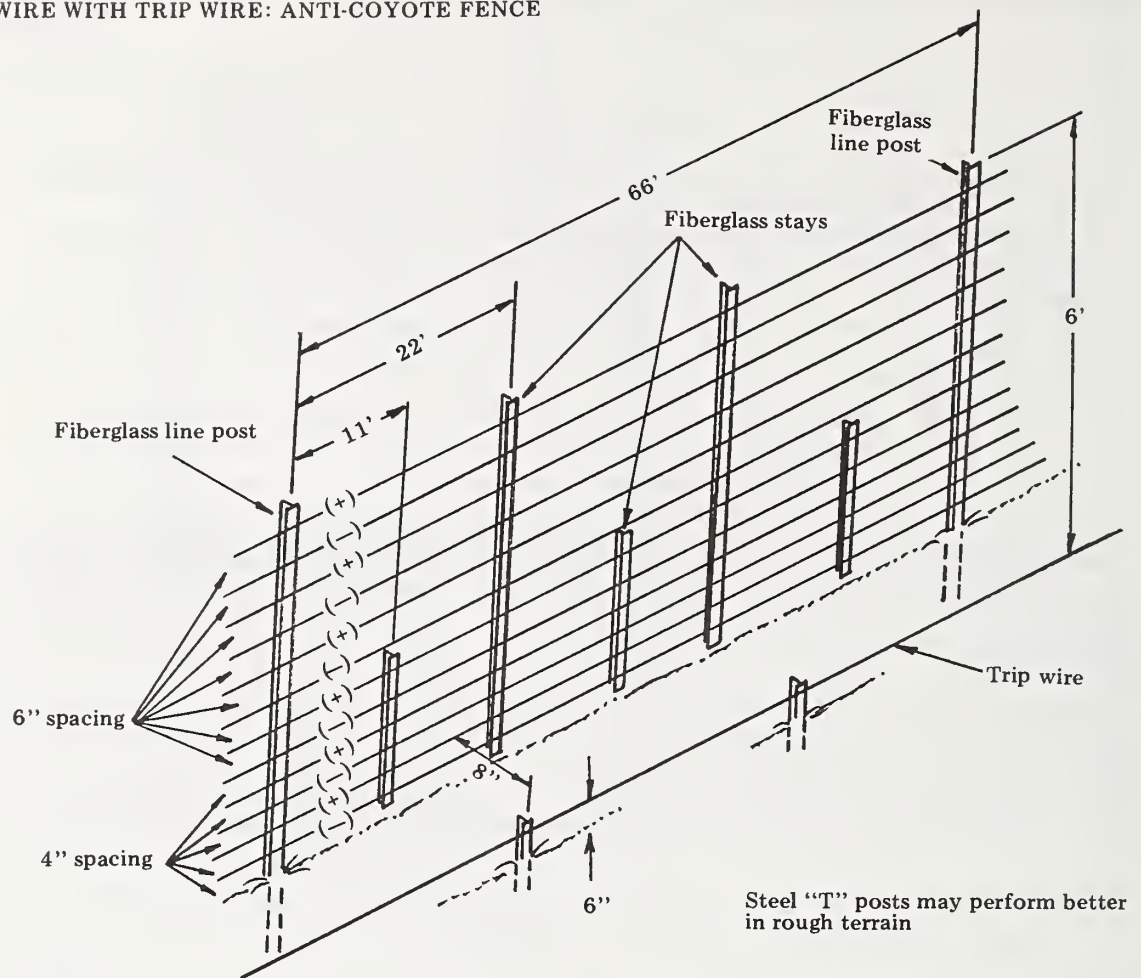 WIRE WITH TRIP WIRE: ANTI-COYOTE FENCE
Fiberglass
line post
66'
Fiberglass stays
6'
22'
11'
Fiberglass line post
(+)
(−)
(+)
(−)
(+)
(−)
(+)
(−)
(+)
(−)
(+)
(−)
6" spacing
Trip wire
8"
4" spacing
6"
Steel "T" posts may perform better
in rough terrain